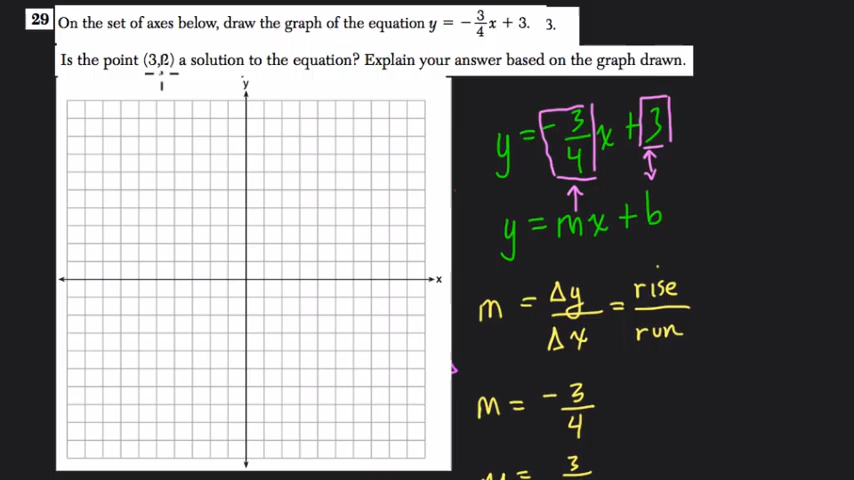 29 On the set of axes below, draw the graph of the equation y = -3/4x + 3. 3.
Is the point (3,2) a solution to the equation? Explain your answer based on the graph drawn.
y
x
y = -3/4 x + 3
y = mx + b
m = Δy/Δx = rise/run
m = -3/4
3